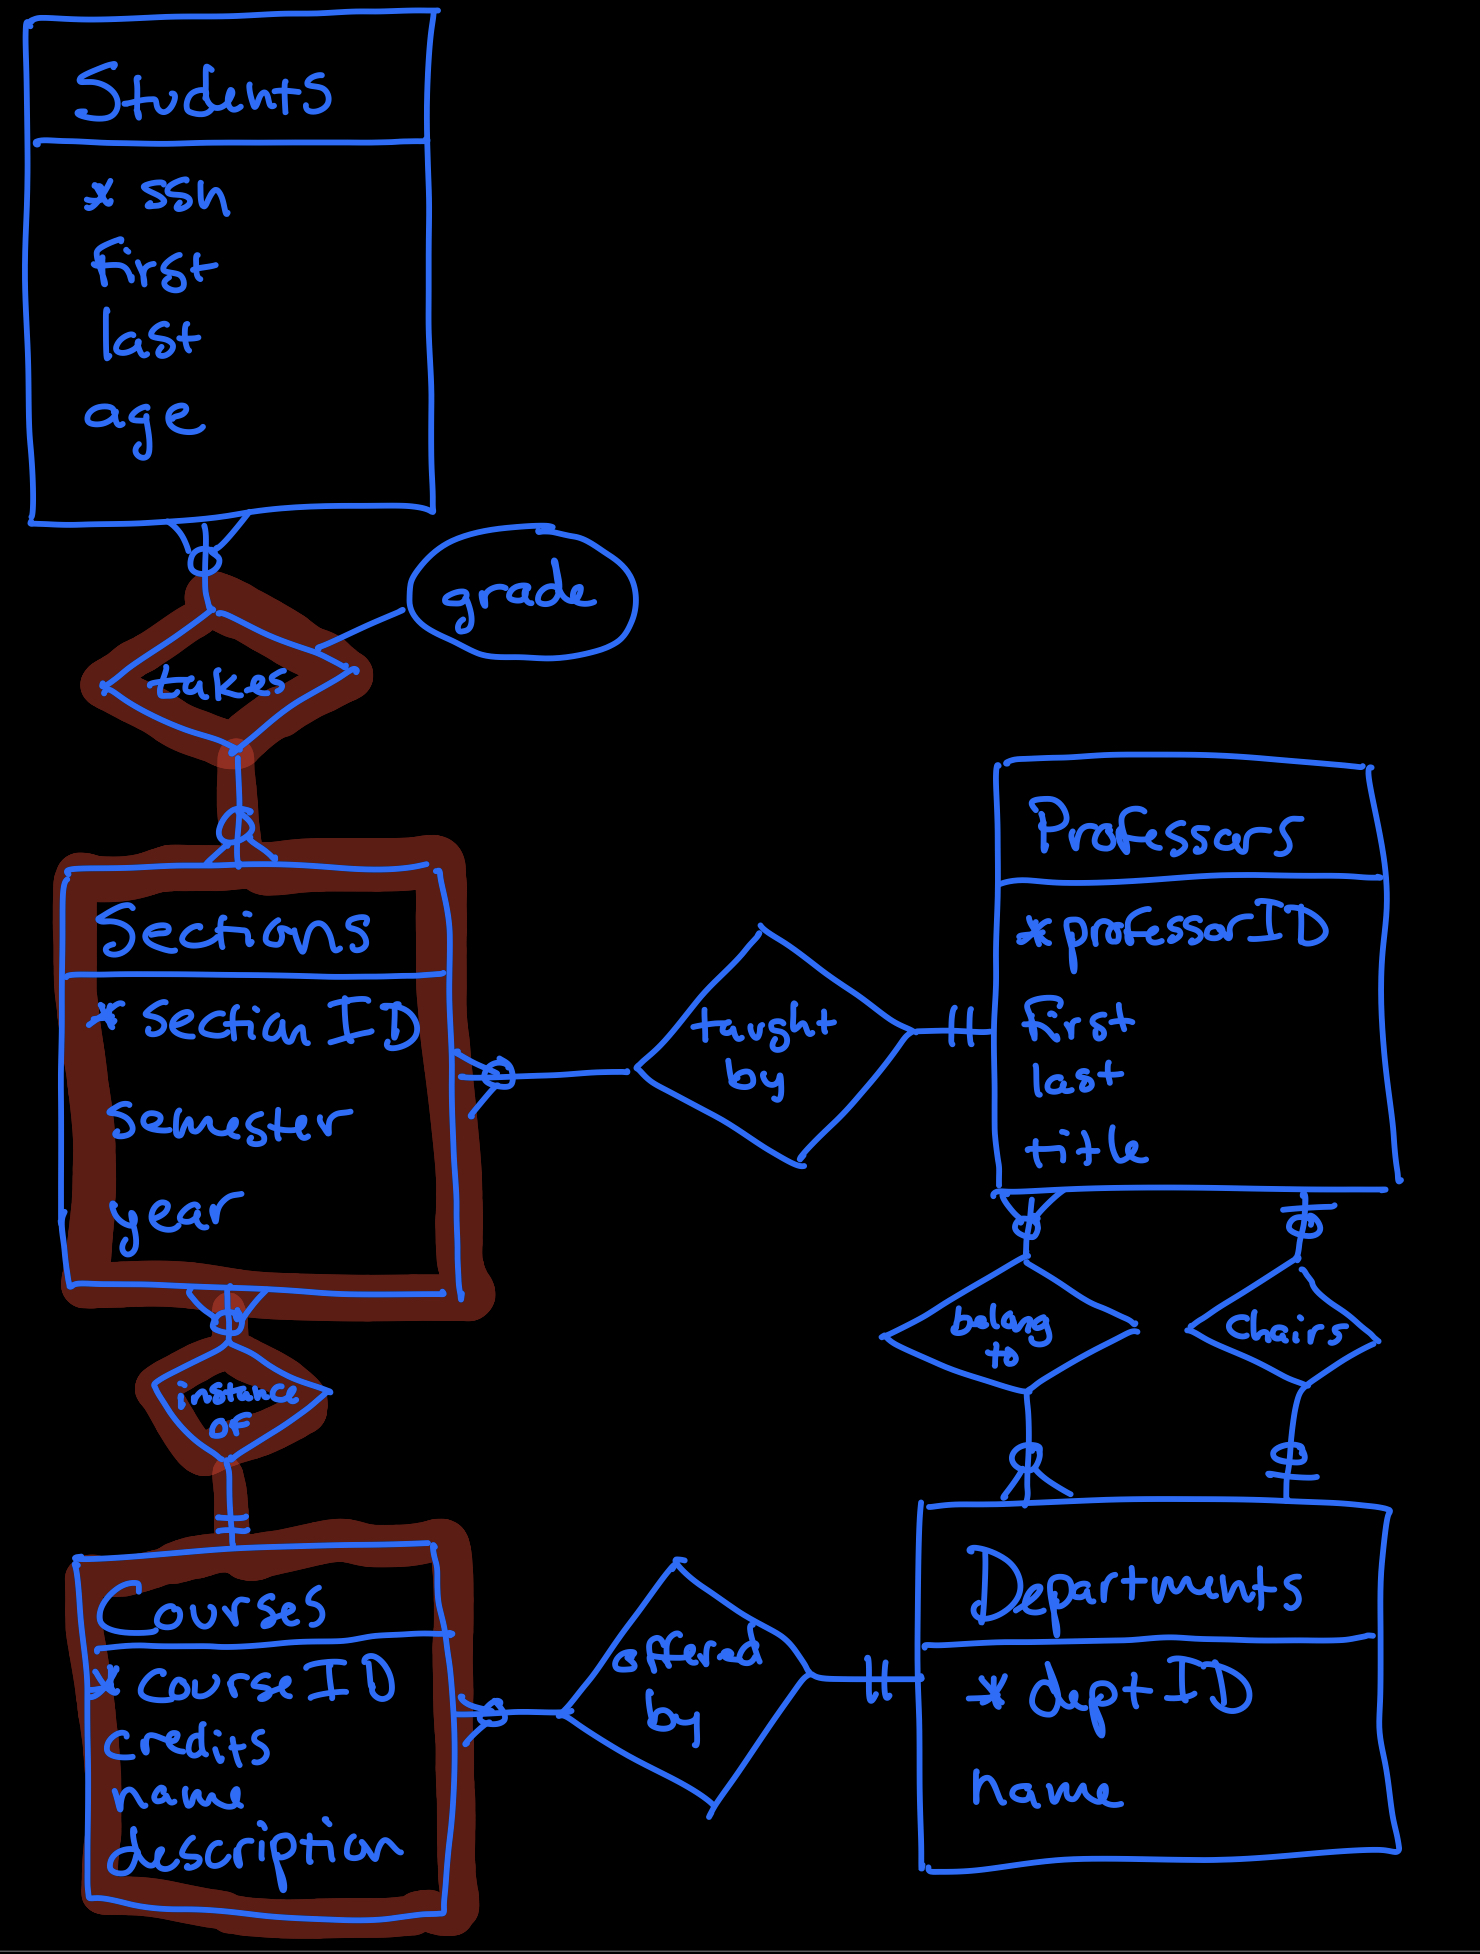 Students
* ssn
first
last
age
grade
takes
Sections
* section ID
semester
year
taught
by
Professors
* professorID
first
last
title
instance
of
belong
to
chairs
Courses
* courseID
credits
name
description
offered
by
Departments
* deptID
name